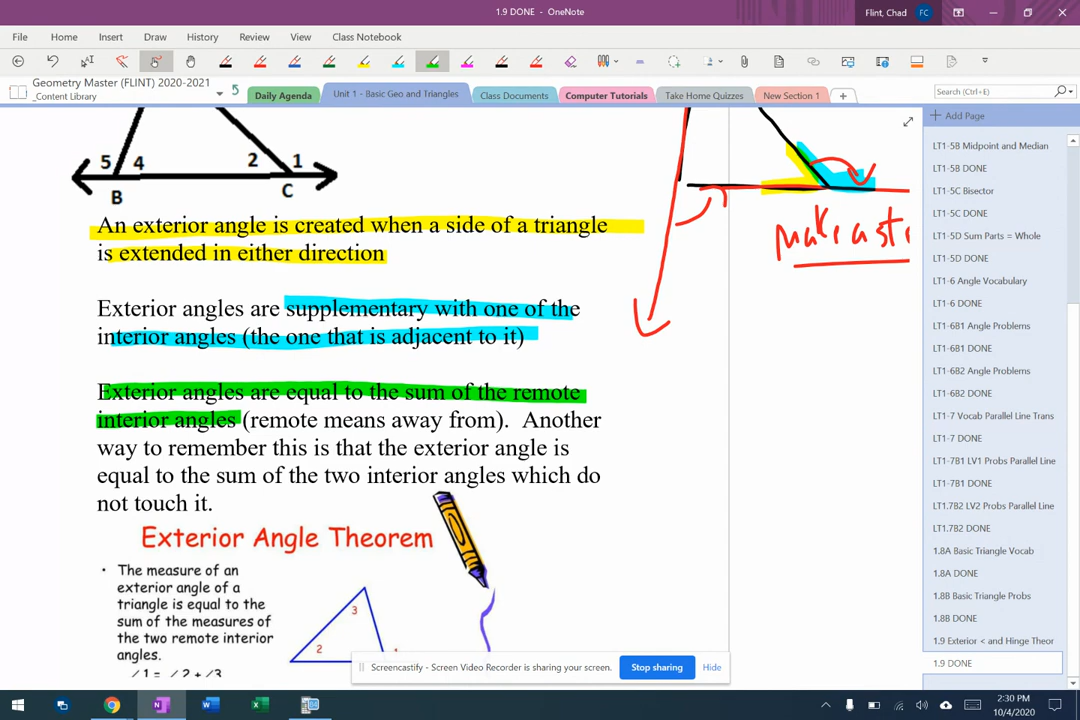 1.9 DONE - OneNote
Flint, Chad FC
File Home Insert Draw History Review View Class Notebook
Geometry Master (FLINT) 2020-2021
_Content Library
Daily Agenda Unit 1 - Basic Geo and Triangles Class Documents Computer Tutorials Take Home Quizzes New Section 1
Search (Ctrl+E)
5 4 2 1
B C
An exterior angle is created when a side of a triangle
is extended in either direction
Exterior angles are supplementary with one of the
interior angles (the one that is adjacent to it)
Exterior angles are equal to the sum of the remote
interior angles (remote means away from). Another
way to remember this is that the exterior angle is
equal to the sum of the two interior angles which do
not touch it.
Exterior Angle Theorem
• The measure of an
exterior angle of a
triangle is equal to the
sum of the measures of
the two remote interior
angles.
∠1 = ∠2 + ∠3
3
2
make a
Screencastify - Screen Video Recorder is sharing your screen. Stop sharing Hide
Add Page
LT1-5B Midpoint and Median
LT1-5B DONE
LT1-5C Bisector
LT1-5C DONE
LT1-5D Sum Parts = Whole
LT1-5D DONE
LT1-6 Angle Vocabulary
LT1-6 DONE
LT1-6B1 Angle Problems
LT1-6B1 DONE
LT1-6B2 Angle Problems
LT1-6B2 DONE
LT1-7 Vocab Parallel Line Trans
LT1-7 DONE
LT1-7B1 LV1 Probs Parallel Line
LT1-7B1 DONE
LT1.7B2 LV2 Probs Parallel Line
LT1.7B2 DONE
1.8A Basic Triangle Vocab
1.8A DONE
1.8B Basic Triangle Probs
1.8B DONE
1.9 Exterior < and Hinge Theor
1.9 DONE
2:30 PM
10/4/2020